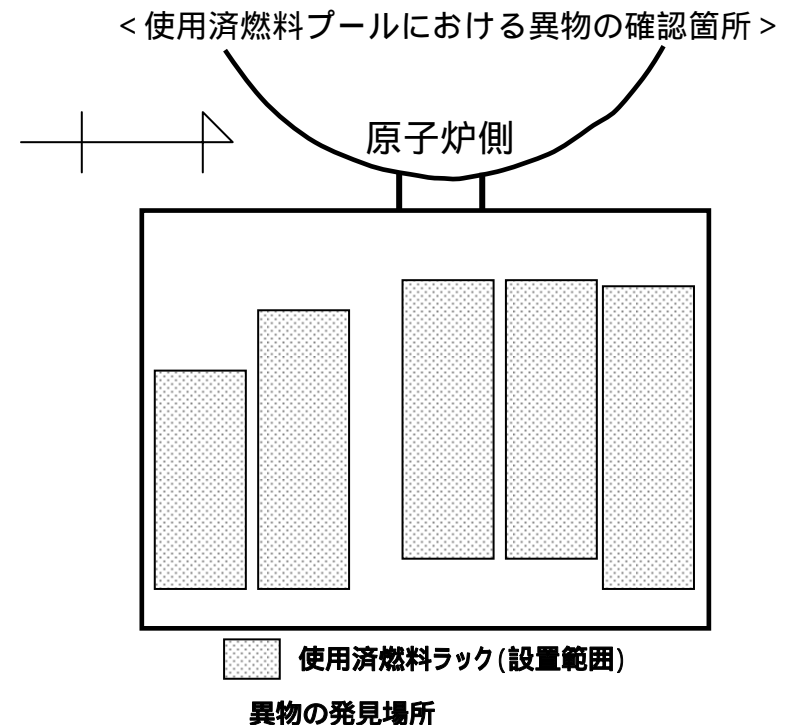 <使用済燃料プールにおける異物の確認箇所>
原子炉側
使用済燃料ラック(設置範囲)
異物の発見場所